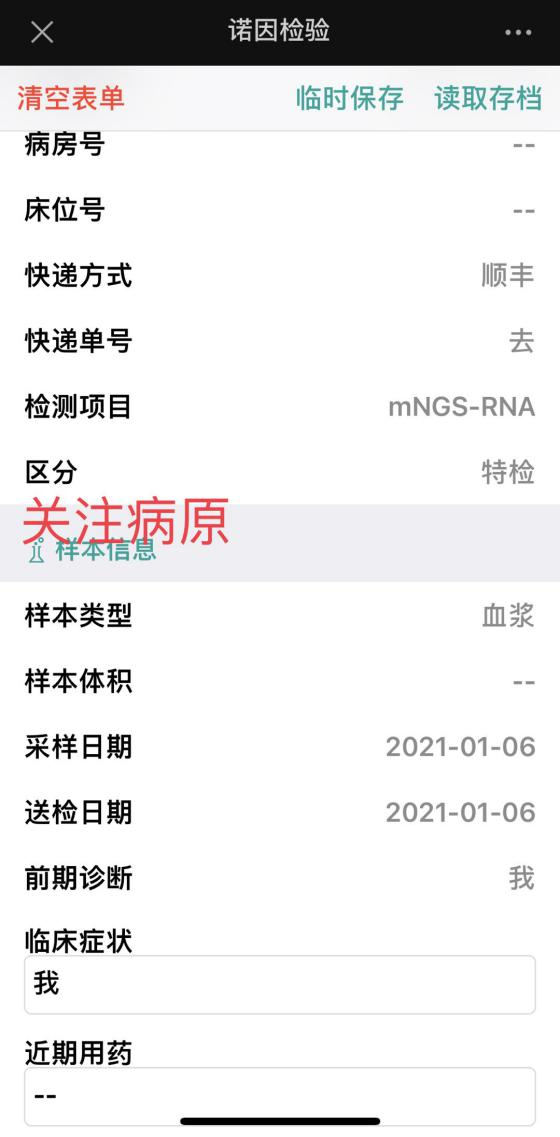 诺因检验
清空表单 临时保存 读取存档
病房号 --
床位号 --
快递方式 顺丰
快递单号 去
检测项目 mNGS-RNA
区分 特检
关注病原
样本信息
样本类型 血浆
样本体积 --
采样日期 2021-01-06
送检日期 2021-01-06
前期诊断 我
临床症状
我
近期用药
--